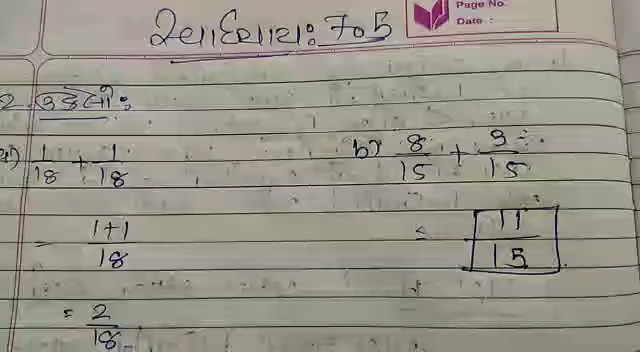 Page No.
Date :
સ્વાધ્યાય: 7.5
2. ઉકેલો:
a) 1/18 + 1/18
b) 8/15 + 3/15
= 1+1/18
= 11/15
= 2/18